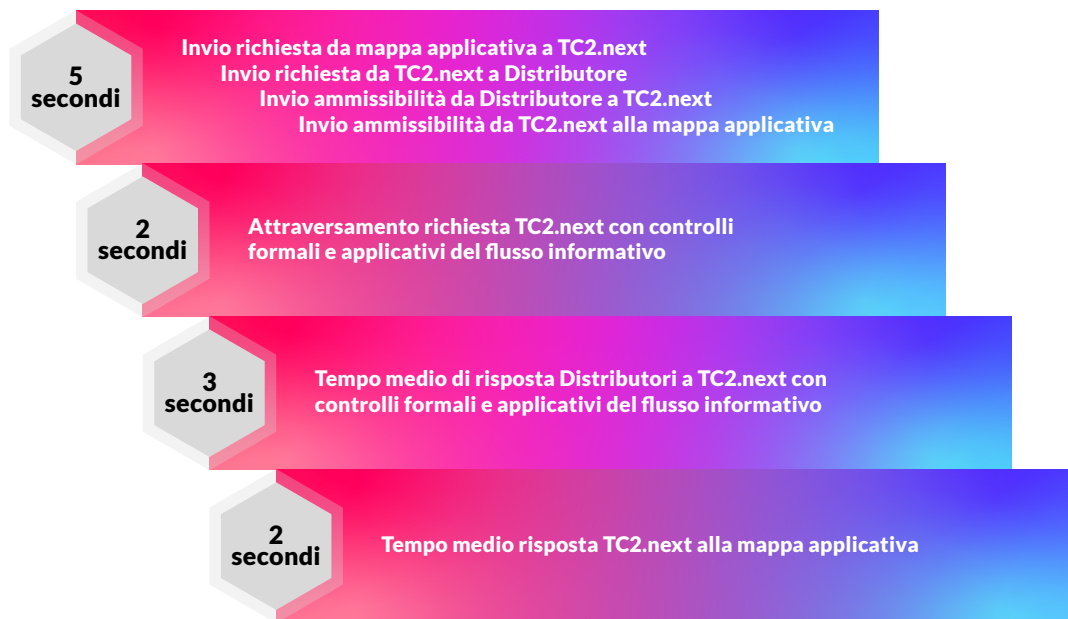 5
secondi
Invio richiesta da mappa applicativa a TC2.next
Invio richiesta da TC2.next a Distributore
Invio ammissibilità da Distributore a TC2.next
Invio ammissibilità da TC2.next alla mappa applicativa
2
secondi
Attraversamento richiesta TC2.next con controlli
formali e applicativi del flusso informativo
3
secondi
Tempo medio di risposta Distributori a TC2.next con
controlli formali e applicativi del flusso informativo
2
secondi
Tempo medio risposta TC2.next alla mappa applicativa